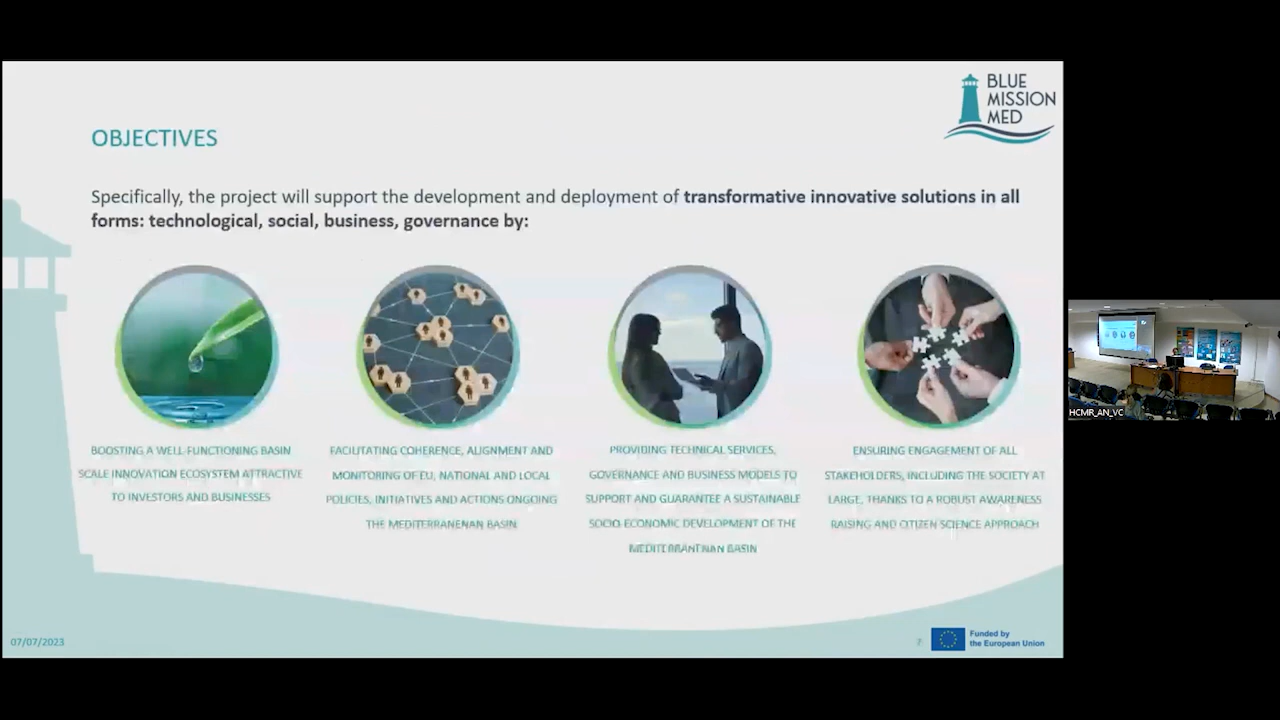 BLUE
MISSION
MED
OBJECTIVES
Specifically, the project will support the development and deployment of transformative innovative solutions in all
forms: technological, social, business, governance by:
BOOSTING A WELL-FUNCTIONING BASIN
SCALE INNOVATION ECOSYSTEM ATTRACTIVE
TO INVESTORS AND BUSINESSES
FACILITATING COHERENCE, ALIGNMENT AND
MONITORING OF EU, NATIONAL AND LOCAL
POLICIES, INITIATIVES AND ACTIONS ONGOING
THE MEDITERRANENAN BASIN
PROVIDING TECHNICAL SERVICES,
GOVERNANCE AND BUSINESS MODELS TO
SUPPORT AND GUARANTEE A SUSTAINABLE
SOCIO-ECONOMIC DEVELOPMENT OF THE
BASIN
ENSURING ENGAGEMENT OF ALL
STAKEHOLDERS, INCLUDING THE SOCIETY AT
LARGE, THANKS TO A ROBUST AWARENESS
RAISING AND CITIZEN SCIENCE APPROACH
HCMR_AN_VC
07/07/2023
7
Funded by
the European Union